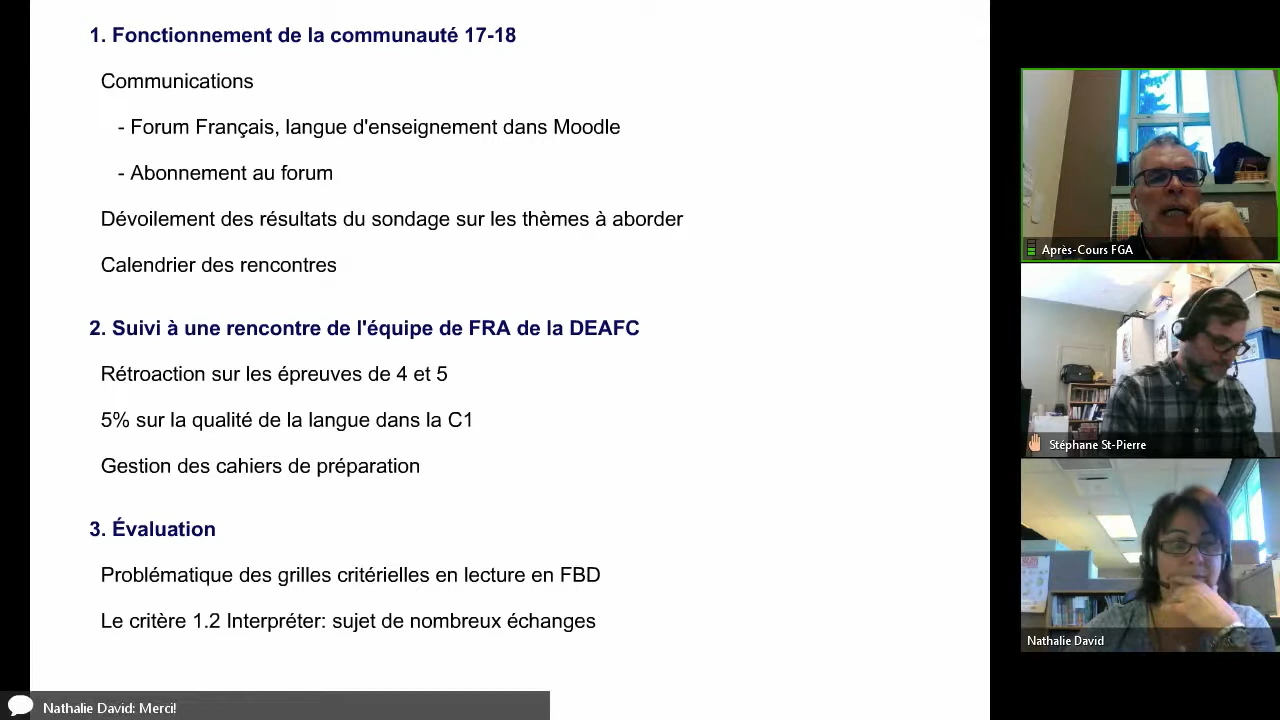 1. Fonctionnement de la communauté 17-18
Communications
- Forum Français, langue d'enseignement dans Moodle
- Abonnement au forum
Dévoilement des résultats du sondage sur les thèmes à aborder
Calendrier des rencontres
2. Suivi à une rencontre de l'équipe de FRA de la DEAFC
Rétroaction sur les épreuves de 4 et 5
5% sur la qualité de la langue dans la C1
Gestion des cahiers de préparation
3. Évaluation
Problématique des grilles critérielles en lecture en FBD
Le critère 1.2 Interpréter: sujet de nombreux échanges
Nathalie David: Merci!
Après-Cours FGA
Stéphane St-Pierre
Nathalie David